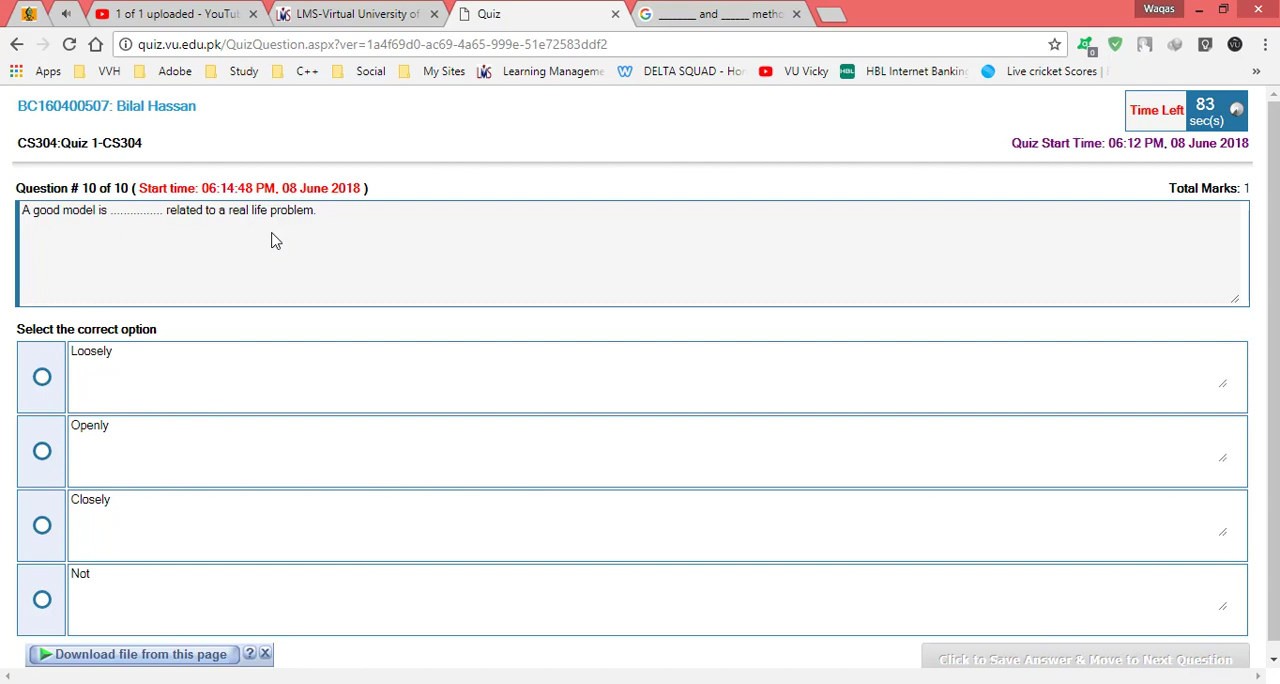 1 of 1 uploaded - YouTu
LMS-Virtual University of
Quiz
_______ and ______ metho
Waqas
quiz.vu.edu.pk/QuizQuestion.aspx?ver=1a4f69d0-ac69-4a65-999e-51e72583ddf2
Apps VVH Adobe Study C++ Social My Sites Learning Manageme DELTA SQUAD - Ho VU Vicky HBL Internet Banking Live cricket Scores | »
BC160400507: Bilal Hassan
Time Left 83
sec(s)
CS304:Quiz 1-CS304
Quiz Start Time: 06:12 PM, 08 June 2018
Question # 10 of 10 ( Start time: 06:14:48 PM, 08 June 2018 )
Total Marks: 1
A good model is ................ related to a real life problem.
Select the correct option
Loosely
Openly
Closely
Not
Download file from this page ? X
Click to Save Answer & Move to Next Question